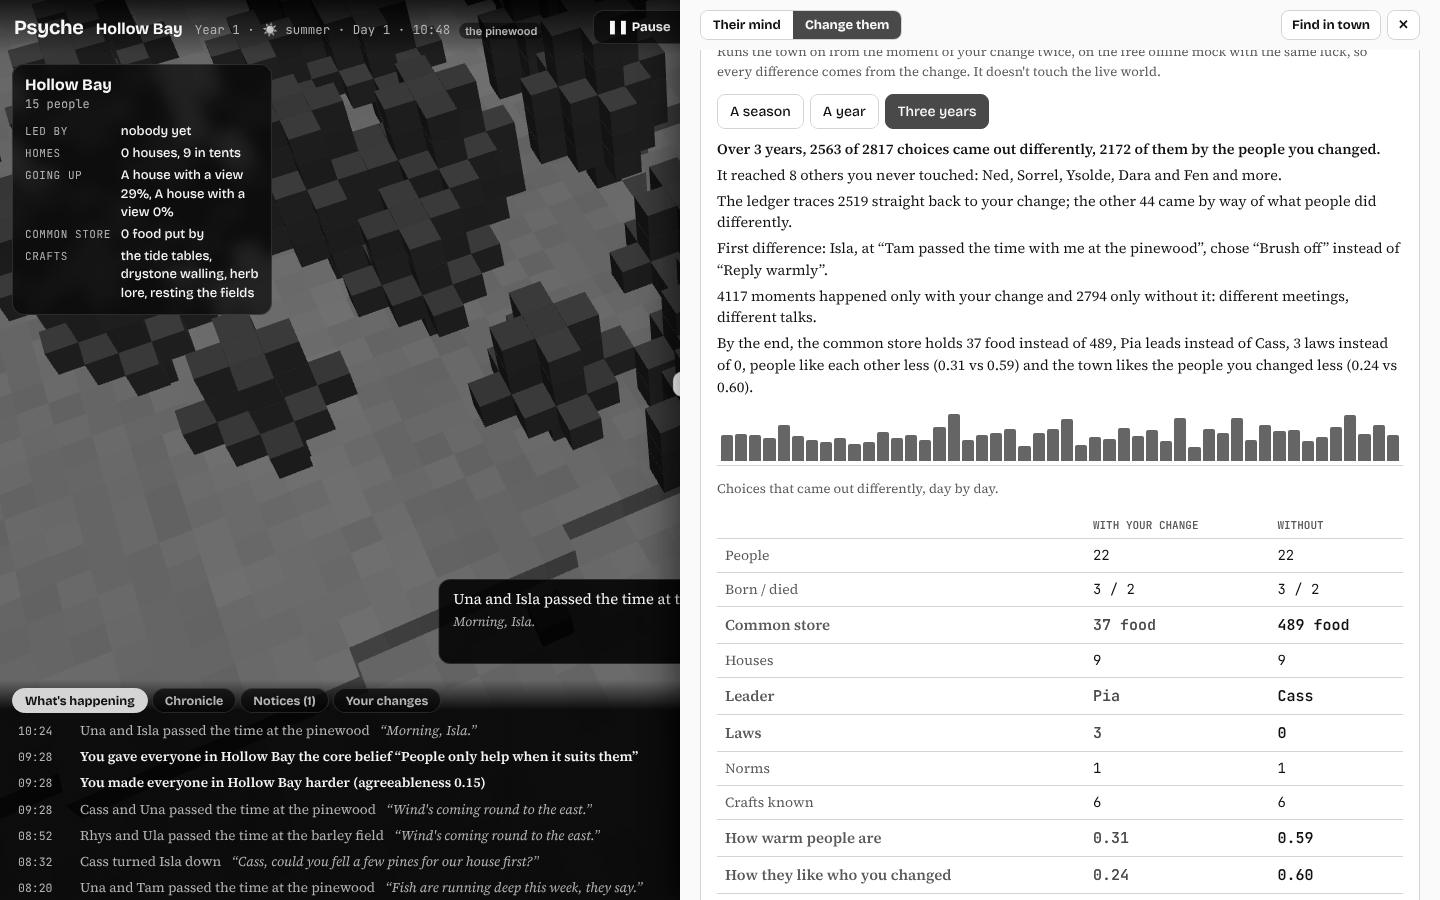 Psyche Hollow Bay Year 1 · ☀ summer · Day 1 · 10:48 the pinewood ❚❚ Pause
Hollow Bay
15 people
LED BY nobody yet
HOMES 0 houses, 9 in tents
GOING UP A house with a view
29%, A house with a
view 0%
COMMON STORE 0 food put by
CRAFTS the tide tables,
drystone walling, herb
lore, resting the fields
Una and Isla passed the time at t
Morning, Isla.
What's happening Chronicle Notices (1) Your changes
10:24 Una and Isla passed the time at the pinewood “Morning, Isla.”
09:28 You gave everyone in Hollow Bay the core belief “People only help when it suits them”
09:28 You made everyone in Hollow Bay harder (agreeableness 0.15)
09:28 Cass and Una passed the time at the pinewood “Wind's coming round to the east.”
08:52 Rhys and Ula passed the time at the barley field “Wind's coming round to the east.”
08:32 Cass turned Isla down “Cass, could you fell a few pines for our house first?”
08:20 Una and Tam passed the time at the pinewood “Fish are running deep this week, they say.”
Their mind Change them Find in town ✕
Runs the town on from the moment of your change twice, on the free offline mock with the same luck, so
every difference comes from the change. It doesn't touch the live world.
A season A year Three years
Over 3 years, 2563 of 2817 choices came out differently, 2172 of them by the people you changed.
It reached 8 others you never touched: Ned, Sorrel, Ysolde, Dara and Fen and more.
The ledger traces 2519 straight back to your change; the other 44 came by way of what people did
differently.
First difference: Isla, at “Tam passed the time with me at the pinewood”, chose “Brush off” instead of
“Reply warmly”.
4117 moments happened only with your change and 2794 only without it: different meetings,
different talks.
By the end, the common store holds 37 food instead of 489, Pia leads instead of Cass, 3 laws instead
of 0, people like each other less (0.31 vs 0.59) and the town likes the people you changed less (0.24 vs
0.60).
Choices that came out differently, day by day.
WITH YOUR CHANGE WITHOUT
People 22 22
Born / died 3 / 2 3 / 2
Common store 37 food 489 food
Houses 9 9
Leader Pia Cass
Laws 3 0
Norms 1 1
Crafts known 6 6
How warm people are 0.31 0.59
How they like who you changed 0.24 0.60